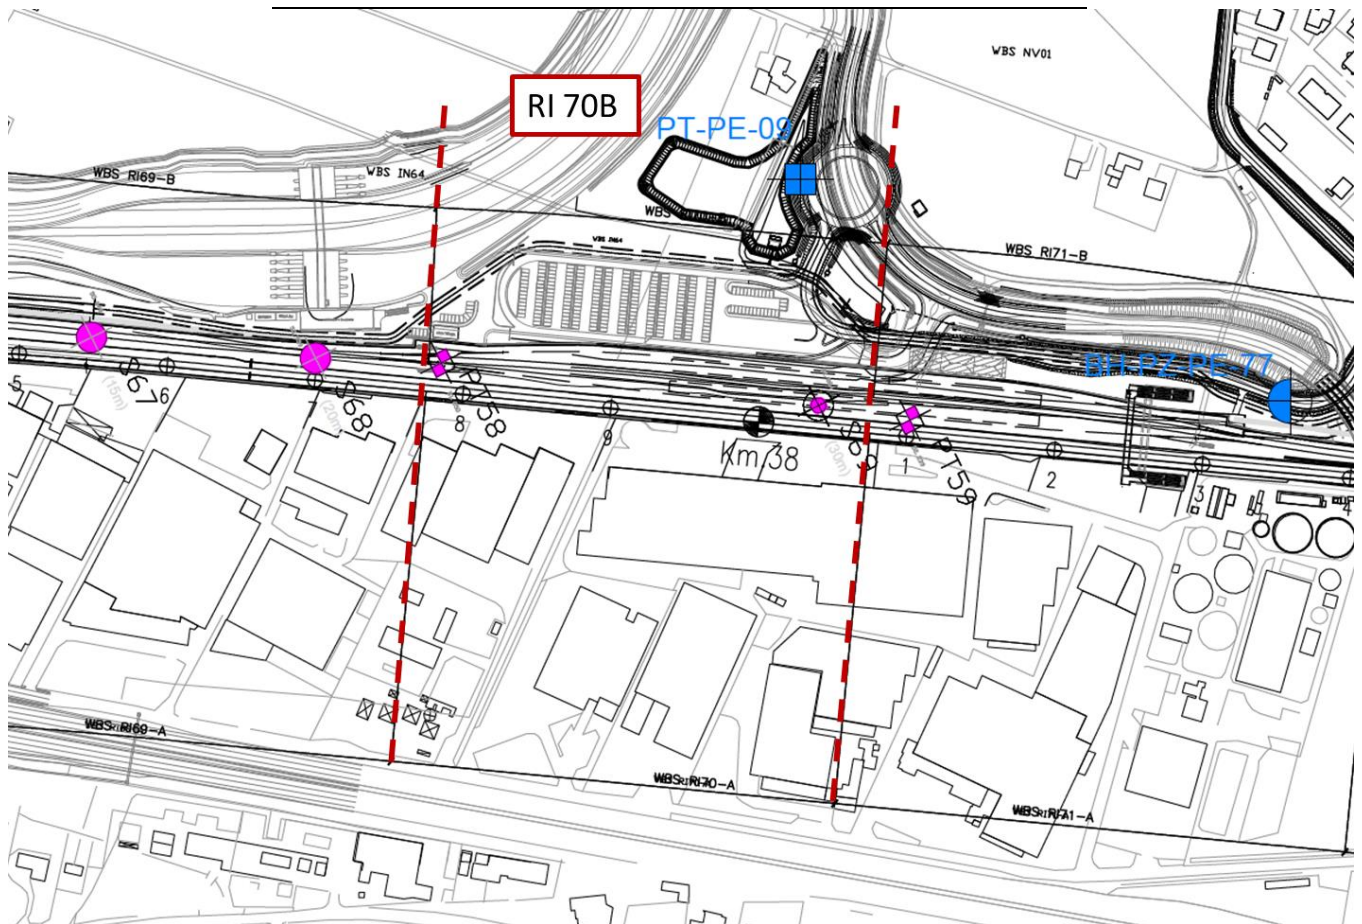 WBS NV01
RI 70B
PT-PE-09
WBS RI69-B
WBS IN64
WBS
WBS IN64
WBS RI71-B
BH-PZ-PE-77
5
S67
6
(15m)
S68
(20m)
PT58
8
9
Km.38
S69
(30m)
1
PT59
2
3
4
WBS RI69-A
WBS RI70-A
WBS RI71-A